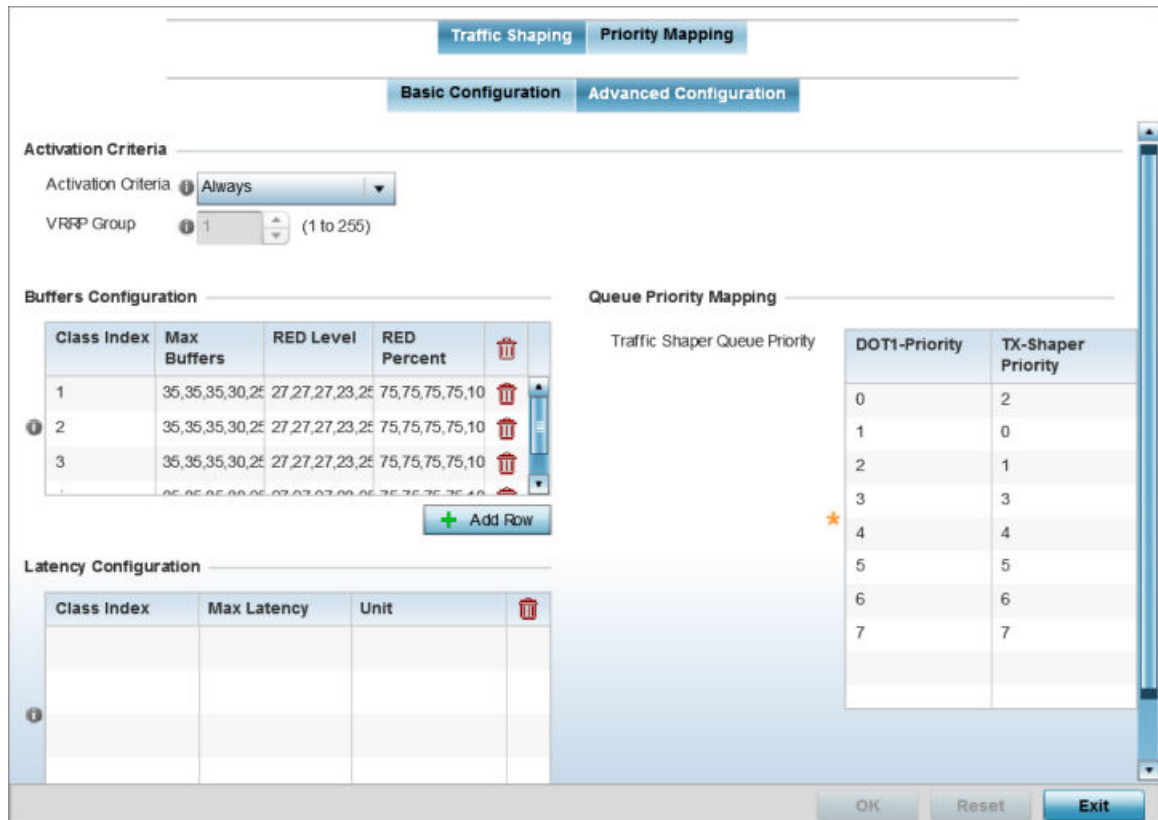 Traffic Shaping Priority Mapping
Basic Configuration Advanced Configuration
Activation Criteria
Activation Criteria Always
VRRP Group 1 (1 to 255)
Buffers Configuration
Class Index Max Buffers RED Level RED Percent
1 35,35,35,30,25 27,27,27,23,25 75,75,75,75,10
2 35,35,35,30,25 27,27,27,23,25 75,75,75,75,10
3 35,35,35,30,25 27,27,27,23,25 75,75,75,75,10
+ Add Row
Latency Configuration
Class Index Max Latency Unit
Queue Priority Mapping
Traffic Shaper Queue Priority
DOT1-Priority TX-Shaper Priority
0 2
1 0
2 1
3 3
4 4
5 5
6 6
7 7
OK Reset Exit